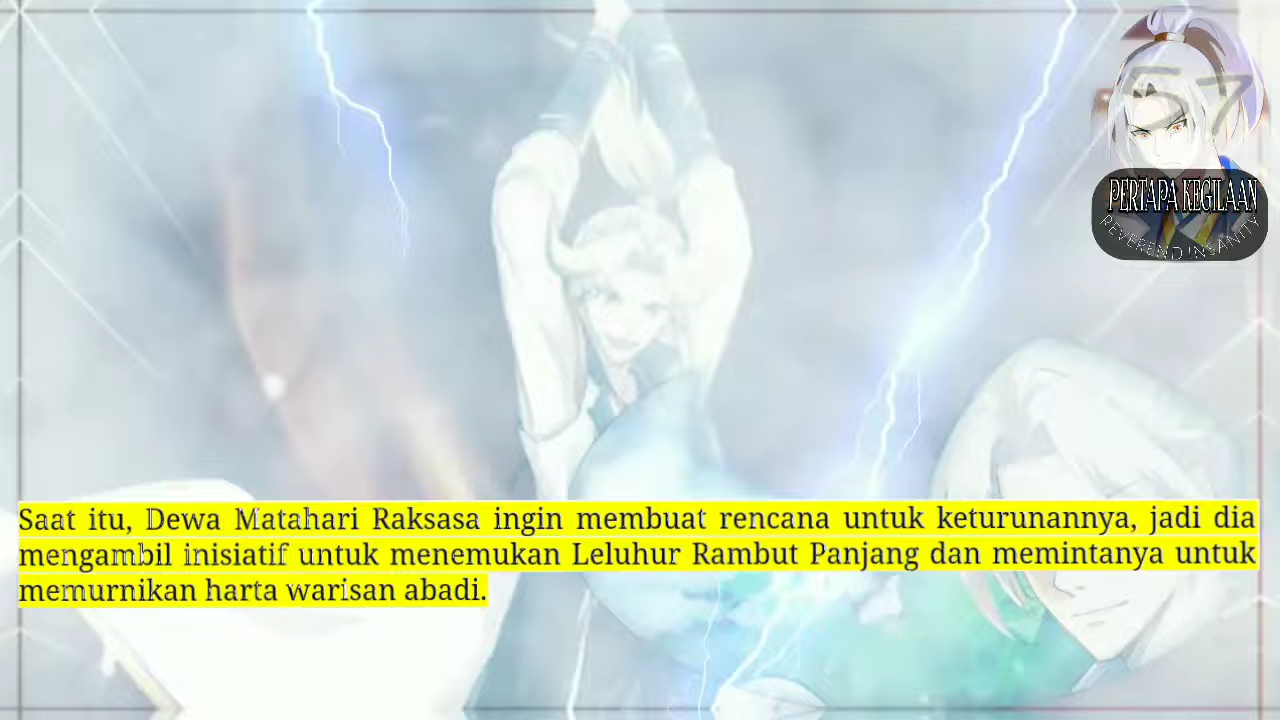 57
PERTAPA KEGILAAN
REVEREND INSANITY
Saat itu, Dewa Matahari Raksasa ingin membuat rencana untuk keturunannya, jadi dia
mengambil inisiatif untuk menemukan Leluhur Rambut Panjang dan memintanya untuk
memurnikan harta warisan abadi.